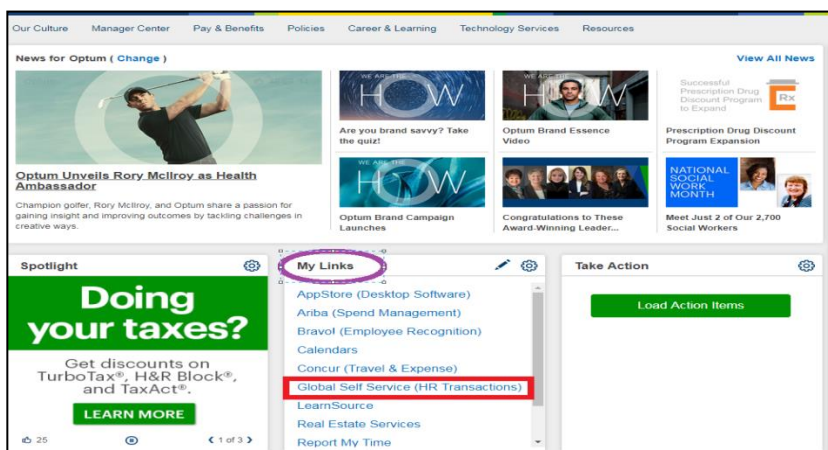 Our Culture Manager Center Pay & Benefits Policies Career & Learning Technology Services Resources
News for Optum ( Change )
View All News
Optum Unveils Rory McIlroy as Health
Ambassador
Champion golfer, Rory McIlroy, and Optum share a passion for
gaining insight and improving outcomes by tackling challenges in
creative ways.
WE ARE THE
HOW
Are you brand savvy? Take
the quiz!
WE ARE THE
HOW
Optum Brand Essence
Video
Successful
Prescription Drug
Discount Program
to Expand
Rx
Prescription Drug Discount
Program Expansion
WE ARE THE
HOW
Optum Brand Campaign
Launches
Congratulations to These
Award-Winning Leader...
NATIONAL
SOCIAL
WORK
MONTH
Meet Just 2 of Our 2,700
Social Workers
Spotlight
Doing
your taxes?
Get discounts on
TurboTax®, H&R Block®,
and TaxAct®.
LEARN MORE
25
1 of 3
My Links
AppStore (Desktop Software)
Ariba (Spend Management)
Bravo! (Employee Recognition)
Calendars
Concur (Travel & Expense)
Global Self Service (HR Transactions)
LearnSource
Real Estate Services
Report My Time
Take Action
Load Action Items